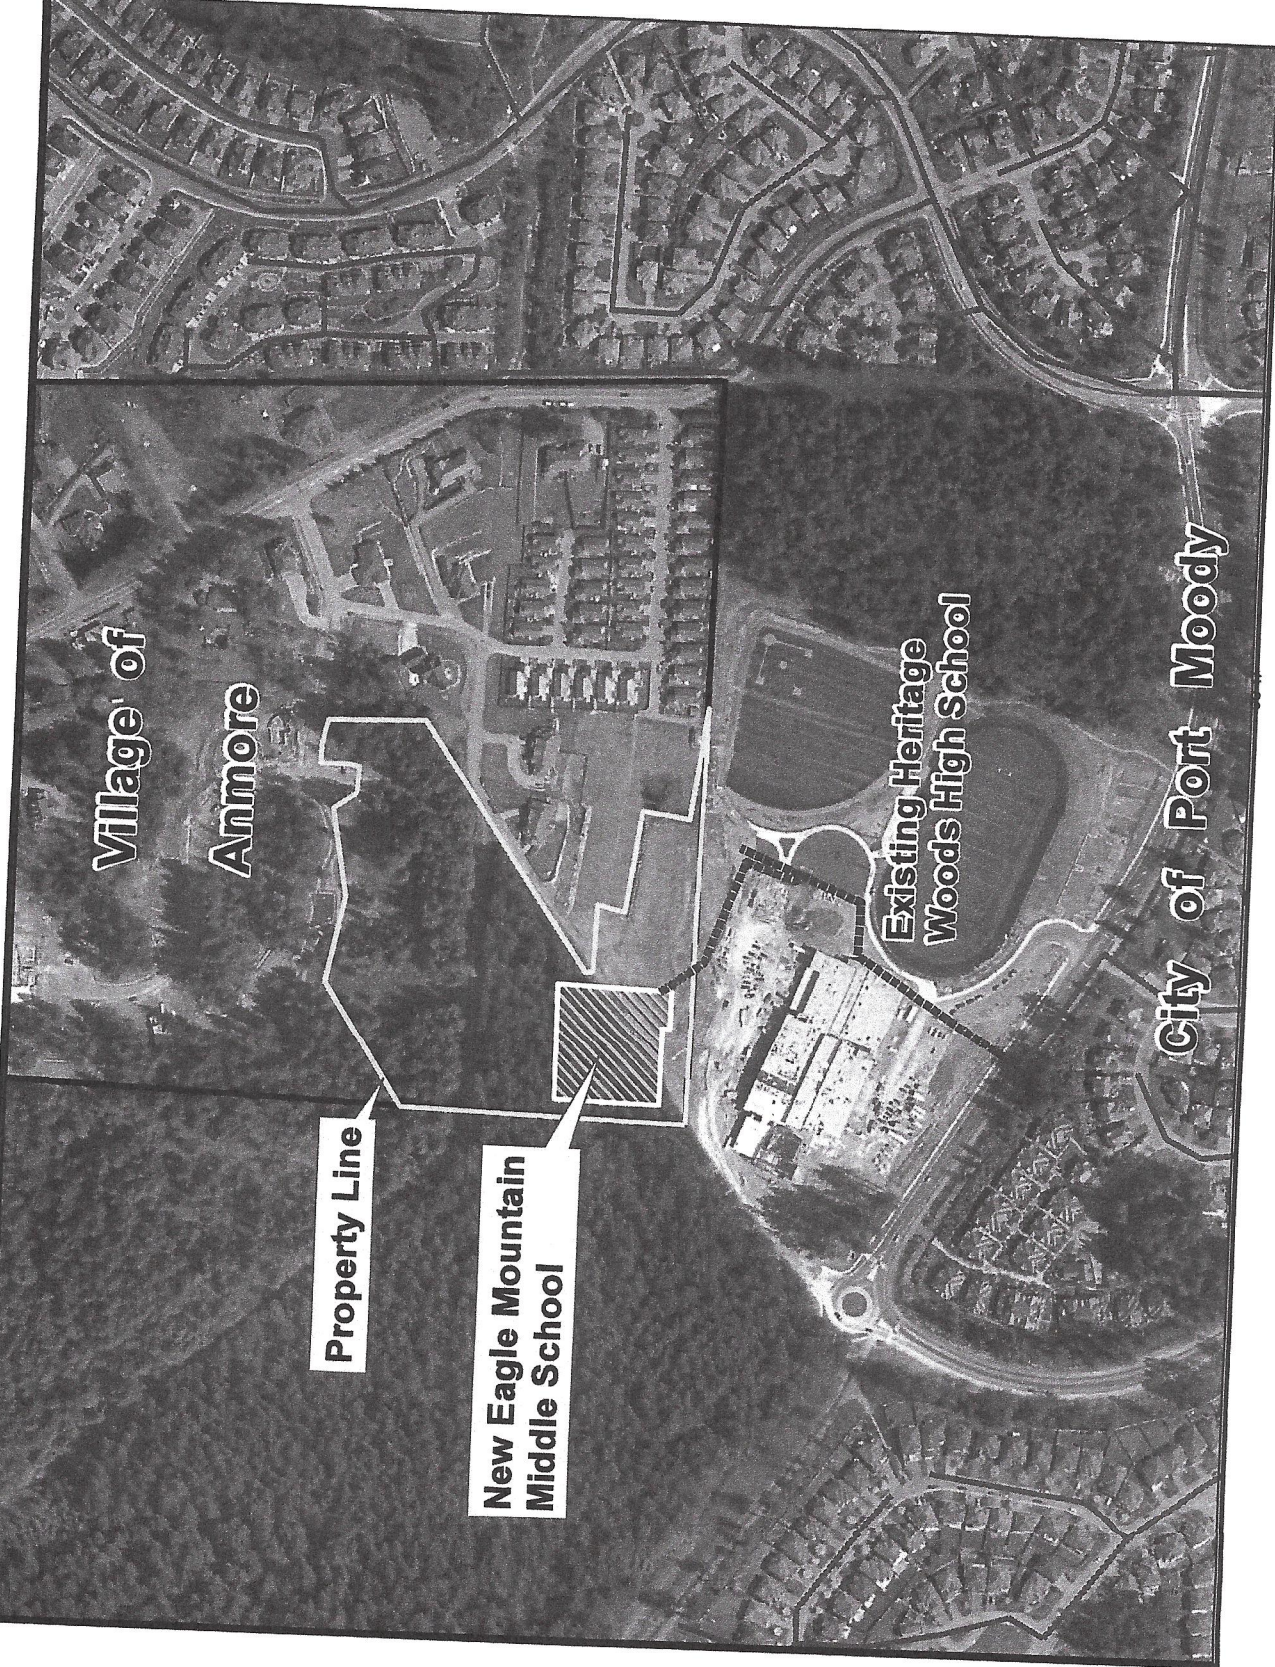 Village of
Anmore
Property Line
New Eagle Mountain
Middle School
Existing Heritage
Woods High School
City of Port Moody